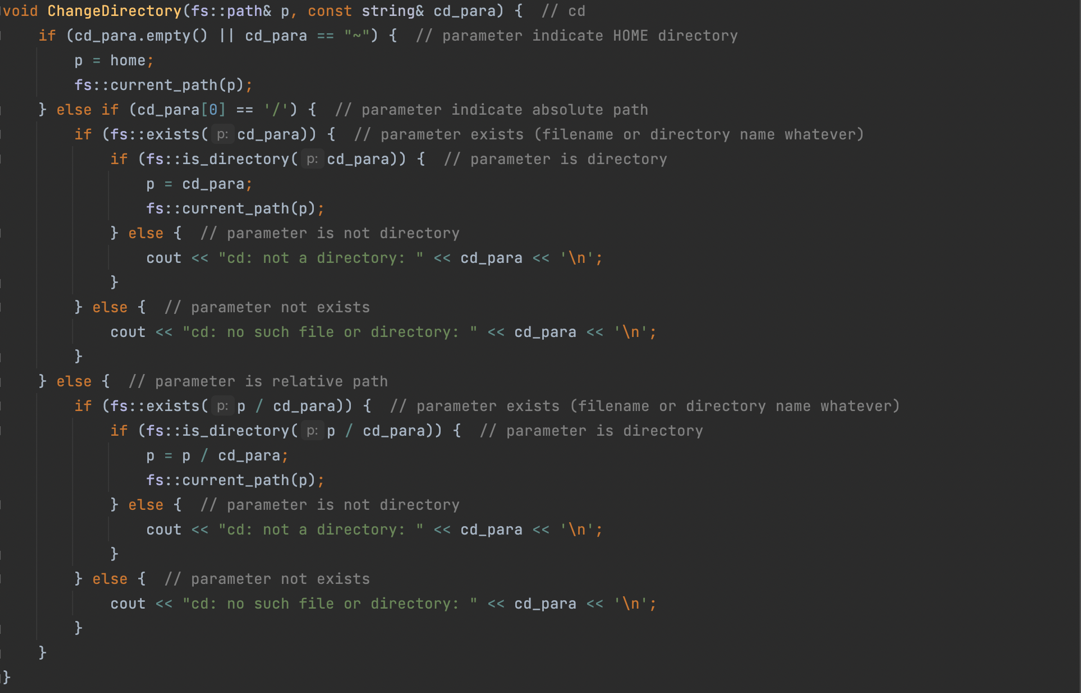 void ChangeDirectory(fs::path& p, const string& cd_para) {  // cd
    if (cd_para.empty() || cd_para == "~") {  // parameter indicate HOME directory
        p = home;
        fs::current_path(p);
    } else if (cd_para[0] == '/') {  // parameter indicate absolute path
        if (fs::exists( p: cd_para)) {  // parameter exists (filename or directory name whatever)
            if (fs::is_directory( p: cd_para)) {  // parameter is directory
                p = cd_para;
                fs::current_path(p);
            } else {  // parameter is not directory
                cout << "cd: not a directory: " << cd_para << '\n';
            }
        } else {  // parameter not exists
            cout << "cd: no such file or directory: " << cd_para << '\n';
        }
    } else {  // parameter is relative path
        if (fs::exists( p: p / cd_para)) {  // parameter exists (filename or directory name whatever)
            if (fs::is_directory( p: p / cd_para)) {  // parameter is directory
                p = p / cd_para;
                fs::current_path(p);
            } else {  // parameter is not directory
                cout << "cd: not a directory: " << cd_para << '\n';
            }
        } else {  // parameter not exists
            cout << "cd: no such file or directory: " << cd_para << '\n';
        }
    }
}